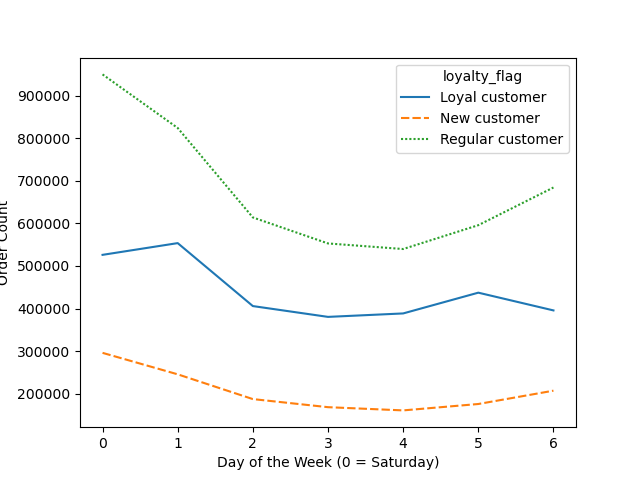 loyalty_flag
Loyal customer
New customer
Regular customer
900000
800000
700000
600000
500000
400000
300000
200000
Order Count
0 1 2 3 4 5 6
Day of the Week (0 = Saturday)